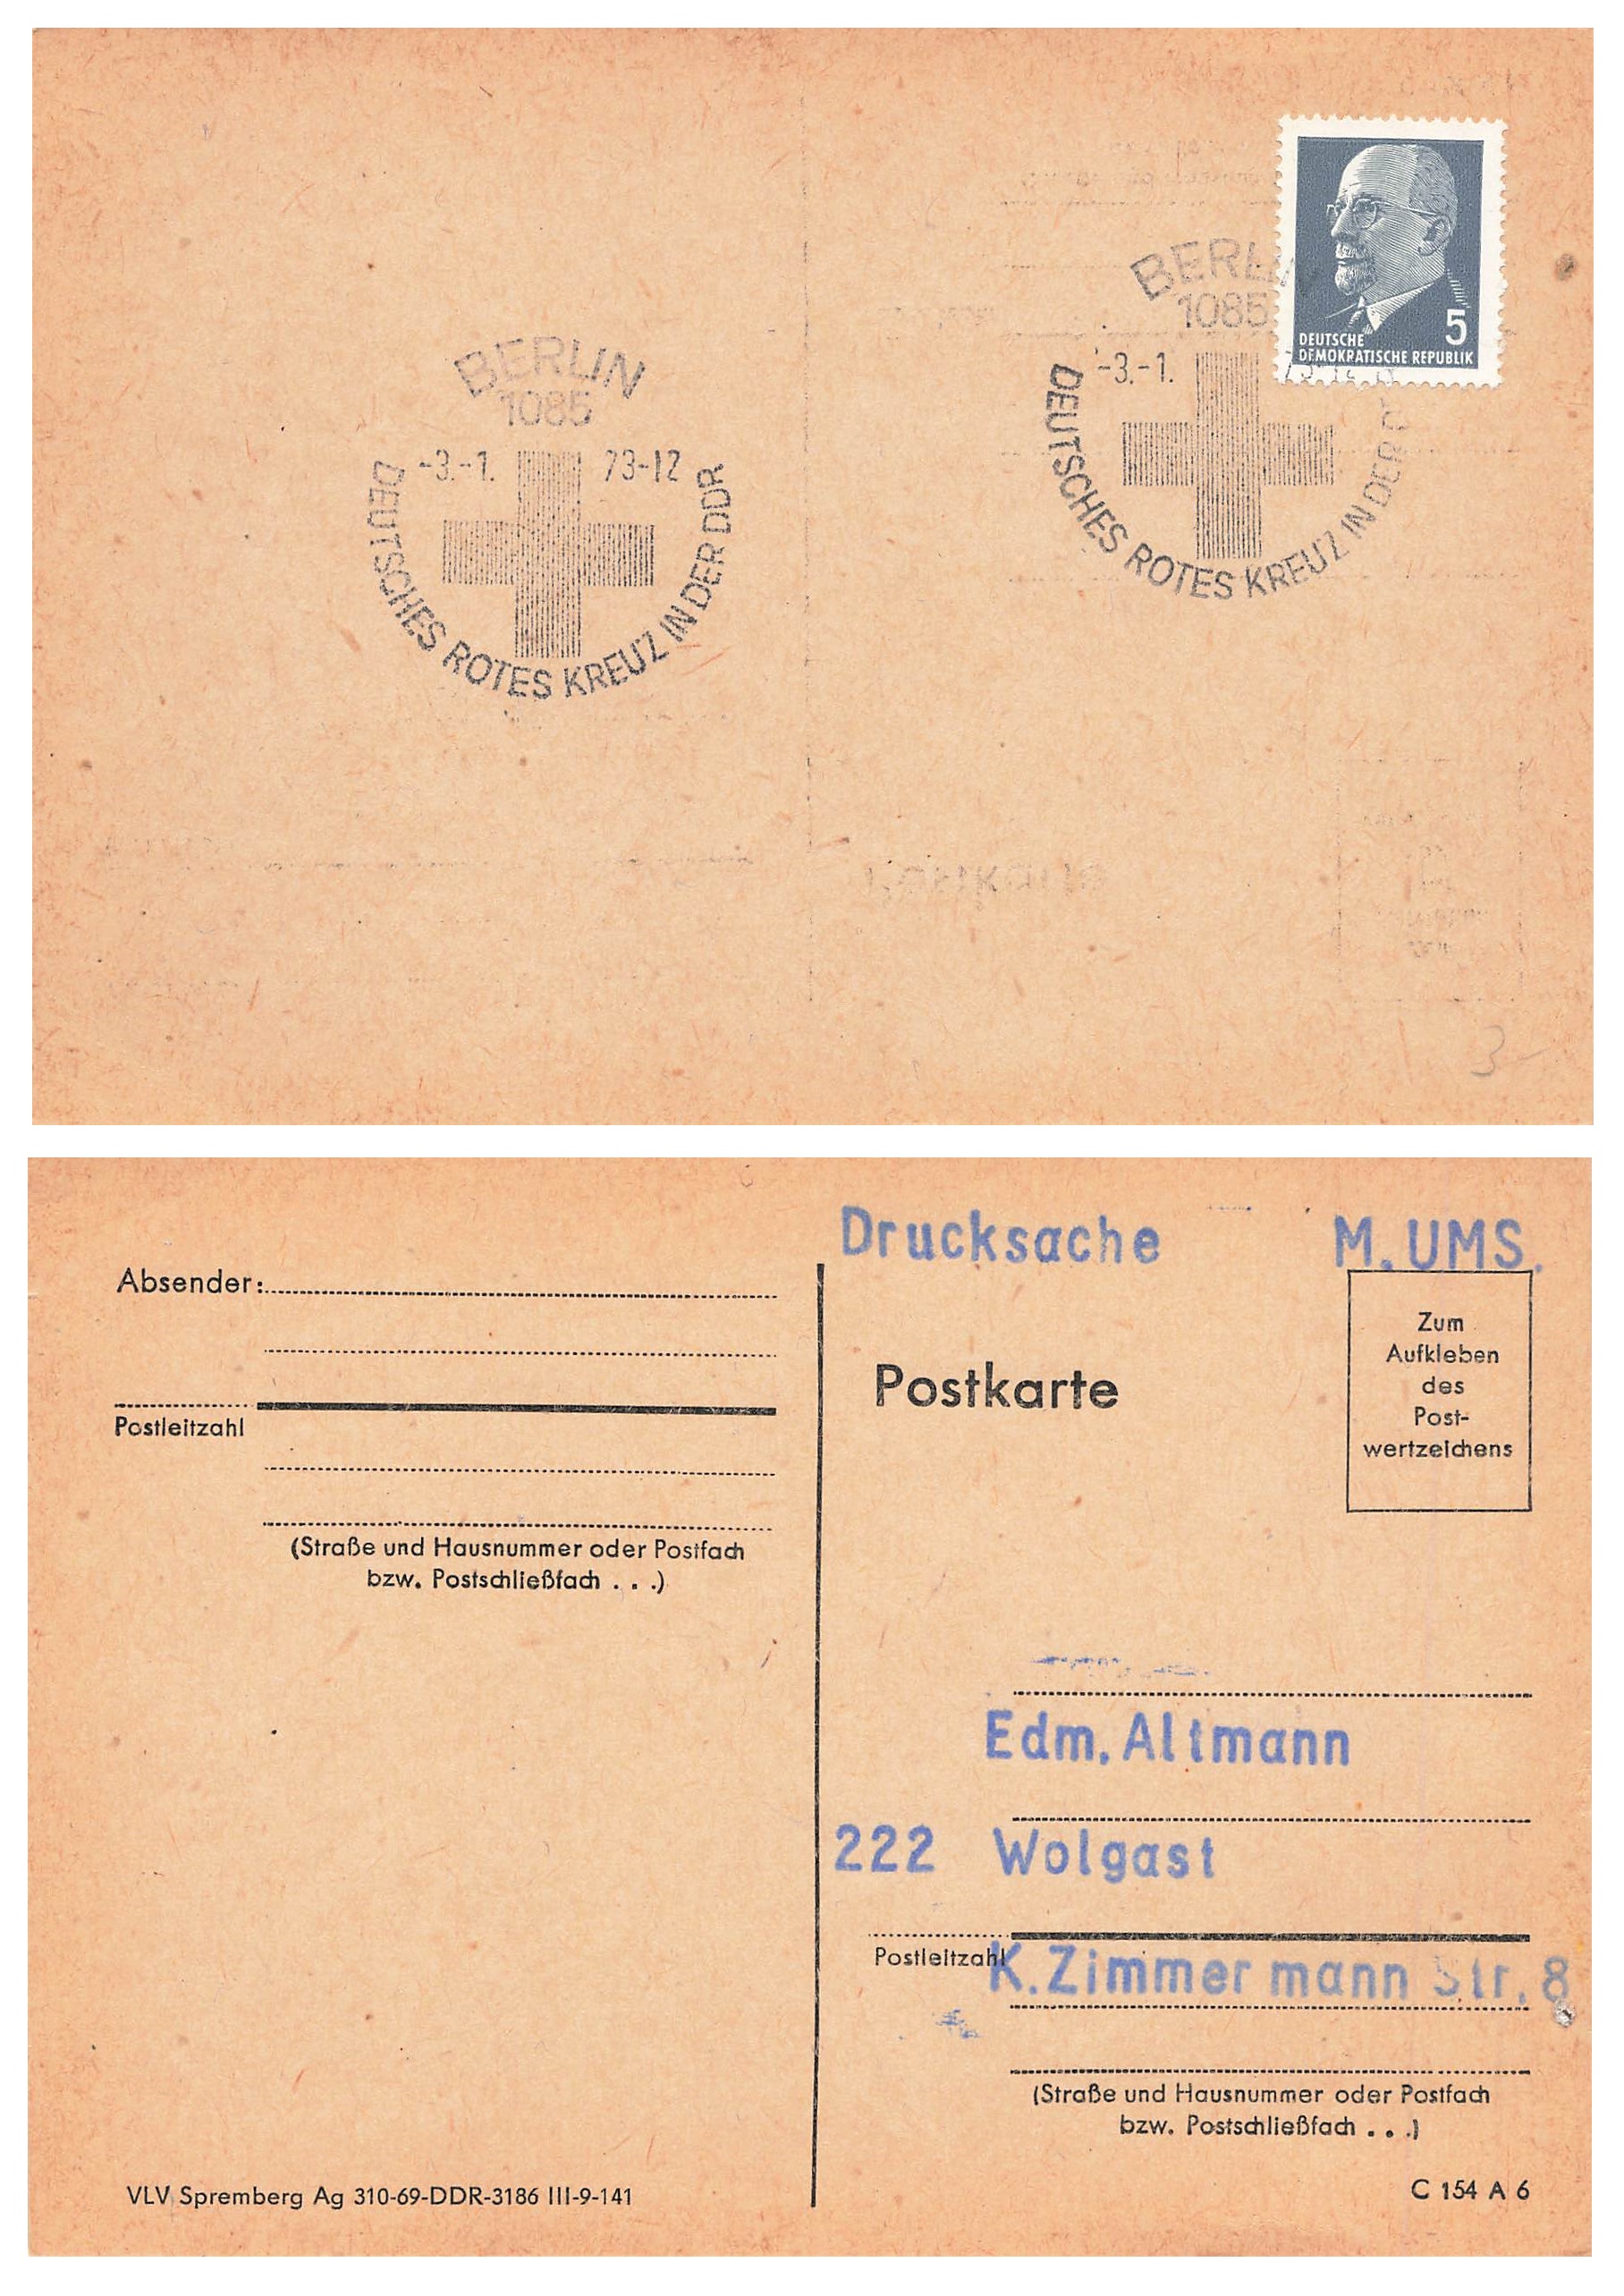 BERLIN
1085
-3.-1. 73-12
DEUTSCHES ROTES KREUZ IN DER DDR
BERLI
1085
-3.-1.
DEUTSCHES ROTES KREUZ IN DER D
5
DEUTSCHE
DEMOKRATISCHE REPUBLIK
3-
Drucksache M.UMS.
Absender:
Postleitzahl
(Straße und Hausnummer oder Postfach
bzw. Postschließfach . . .)
Postkarte
Zum
Aufkleben
des
Post-
wertzeichens
Edm. Altmann
222 Wolgast
Postleitzahl
K. Zimmermann Str. 8
(Straße und Hausnummer oder Postfach
bzw. Postschließfach . . .)
VLV Spremberg Ag 310-69-DDR-3186 III-9-141
C 154 A 6